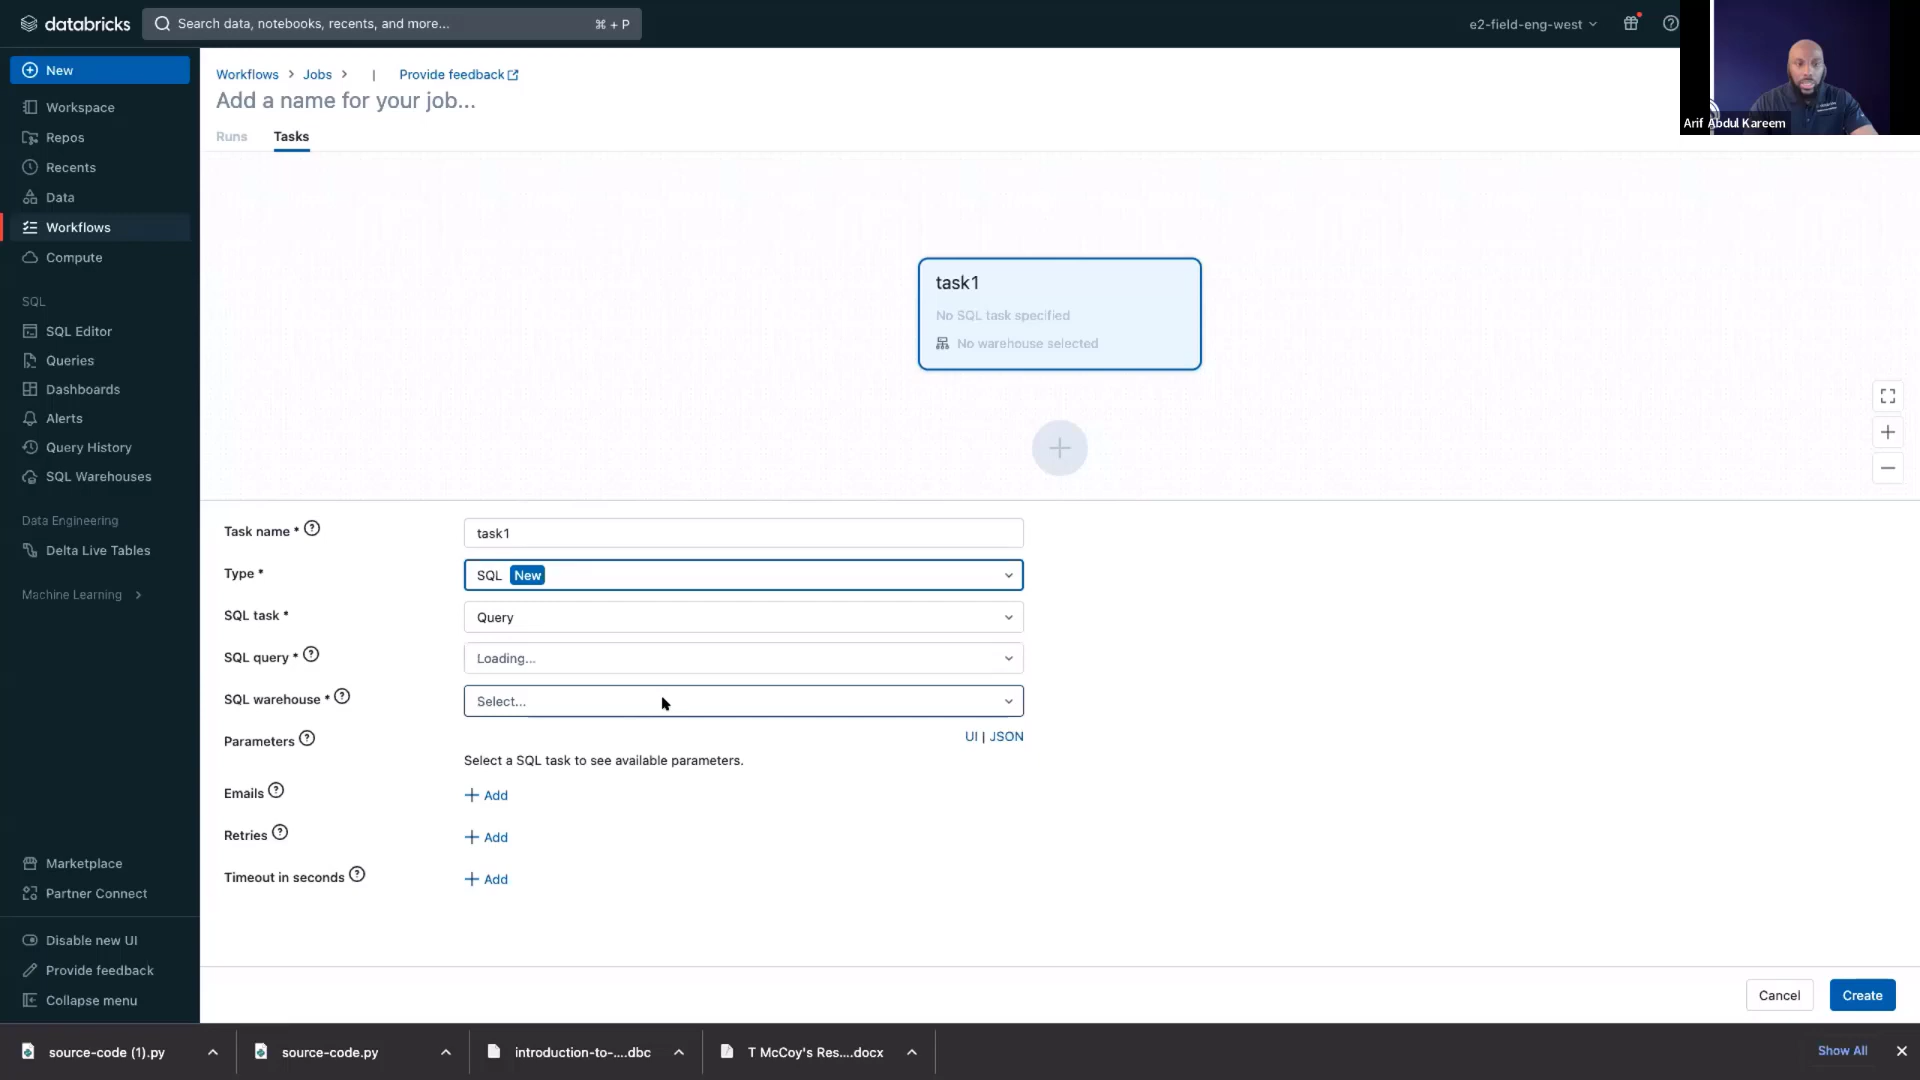 databricks
Search data, notebooks, recents, and more...
⌘ + P
e2-field-eng-west
New
Workspace
Repos
Recents
Data
Workflows
Compute
SQL
SQL Editor
Queries
Dashboards
Alerts
Query History
SQL Warehouses
Data Engineering
Delta Live Tables
Machine Learning
Marketplace
Partner Connect
Disable new UI
Provide feedback
Collapse menu
Workflows > Jobs > | Provide feedback
Add a name for your job...
Runs Tasks
Arif Abdul Kareem
task1
No SQL task specified
No warehouse selected
Task name *
task1
Type *
SQL New
SQL task *
Query
SQL query *
Loading...
SQL warehouse *
Select...
Parameters
UI | JSON
Select a SQL task to see available parameters.
Emails
Add
Retries
Add
Timeout in seconds
Add
Cancel
Create
source-code (1).py
source-code.py
introduction-to-....dbc
T McCoy's Res....docx
Show All